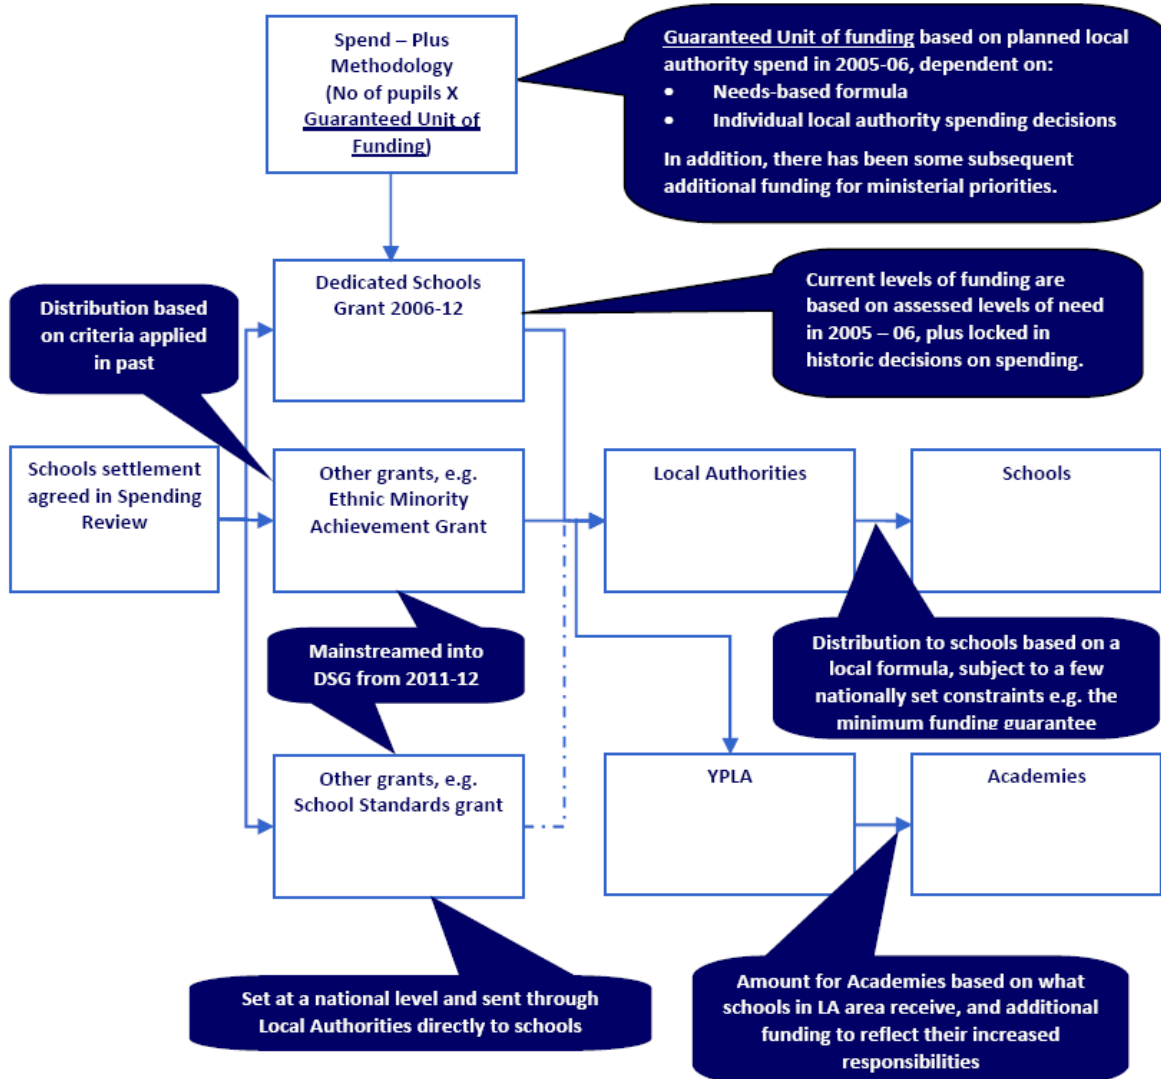 Spend – Plus
Methodology
(No of pupils X
Guaranteed Unit of
Funding)
Guaranteed Unit of funding based on planned local
authority spend in 2005-06, dependent on:
• Needs-based formula
• Individual local authority spending decisions
In addition, there has been some subsequent
additional funding for ministerial priorities.
Dedicated Schools
Grant 2006-12
Current levels of funding are
based on assessed levels of need
in 2005 – 06, plus locked in
historic decisions on spending.
Distribution based
on criteria applied
in past
Schools settlement
agreed in Spending
Review
Other grants, e.g.
Ethnic Minority
Achievement Grant
Local Authorities
Schools
Mainstreamed into
DSG from 2011-12
Distribution to schools based on a
local formula, subject to a few
nationally set constraints e.g. the
minimum funding guarantee
Other grants, e.g.
School Standards grant
YPLA
Academies
Set at a national level and sent through
Local Authorities directly to schools
Amount for Academies based on what
schools in LA area receive, and additional
funding to reflect their increased
responsibilities